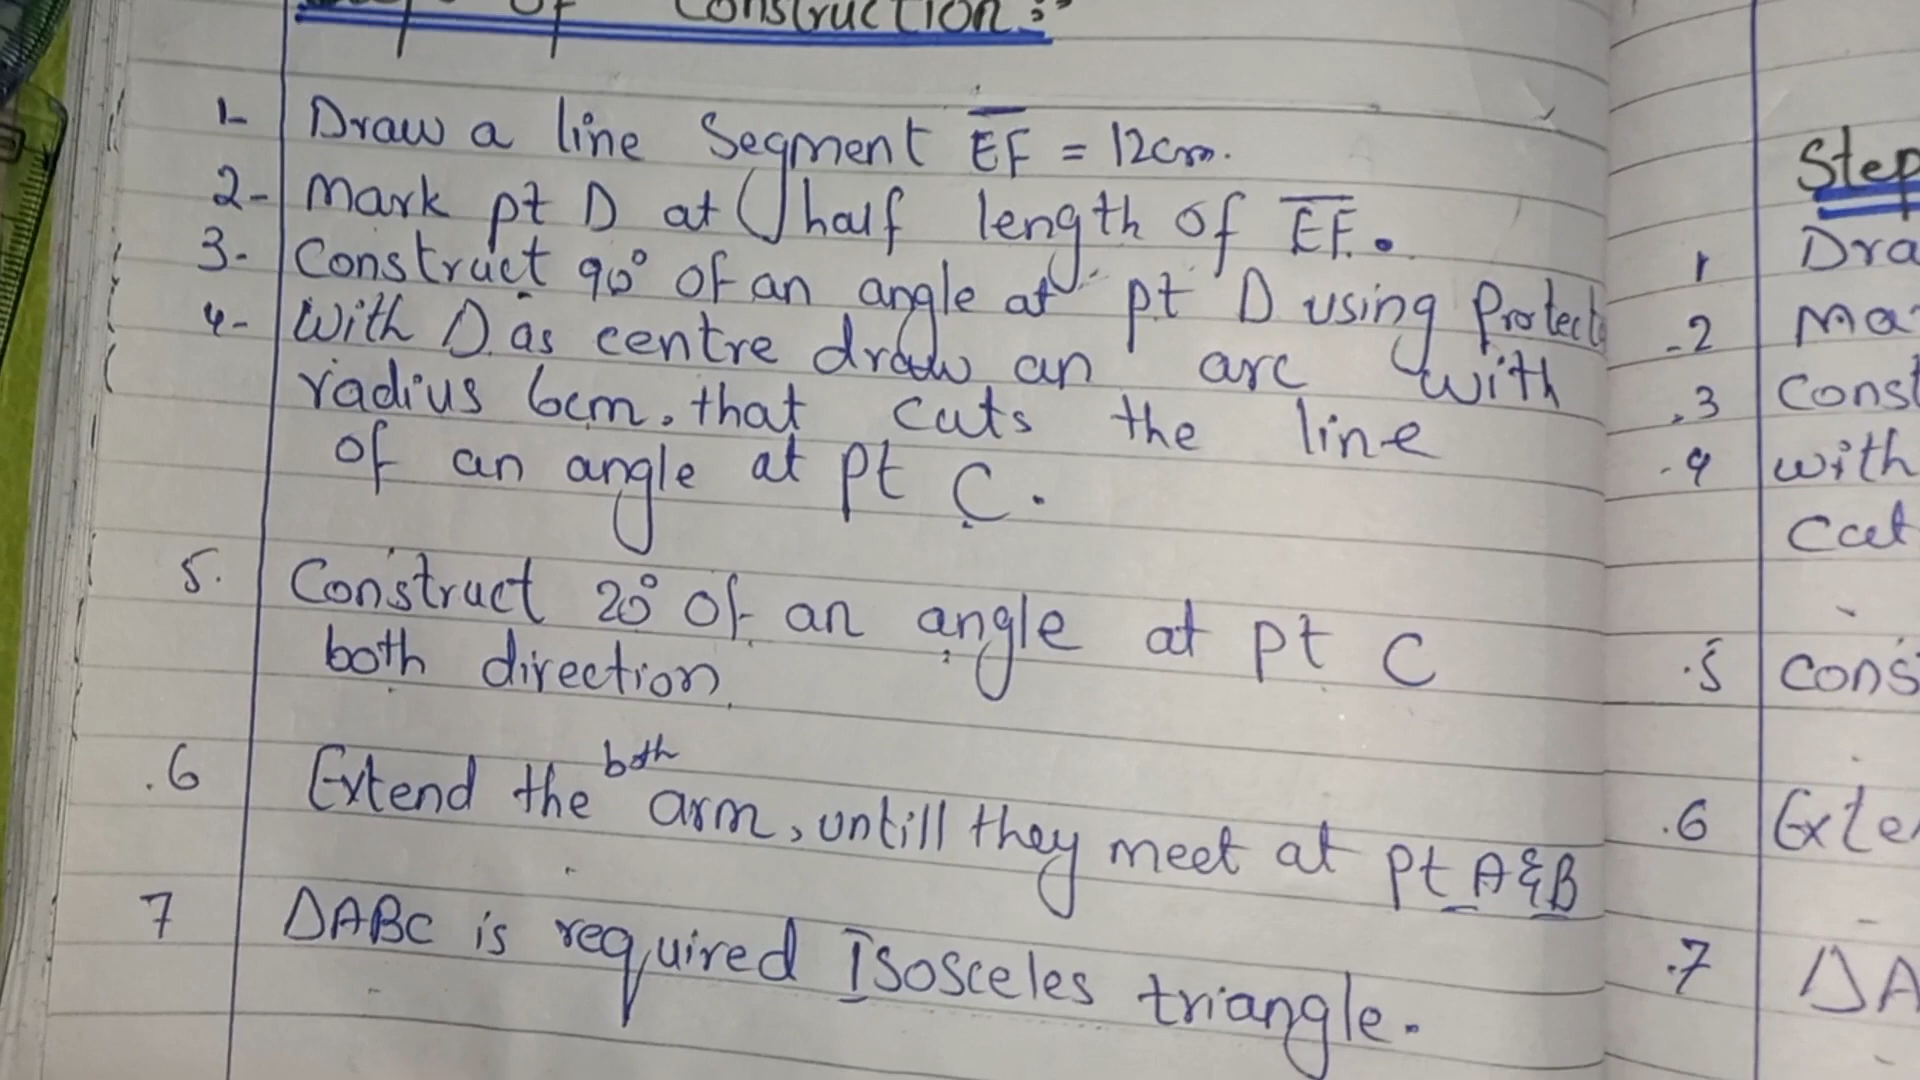 of Construction:
1- Draw a line Segment EF = 12cm.
2- Mark pt D at half length of EF.
3- Construct 90° of an angle at pt D using Protect
4- With D as centre draw an arc with
radius 6cm, that cuts the line
of an angle at pt C.
5. Construct 20° of an angle at pt C
both direction
.6 Extend the both arm, untill they meet at pt A & B
7 ΔABC is required Isosceles triangle.
Step
1 Dra
-2 Ma
.3 Const
.4 with
cut
.5 Cons
.6 Exte
.7 ΔA